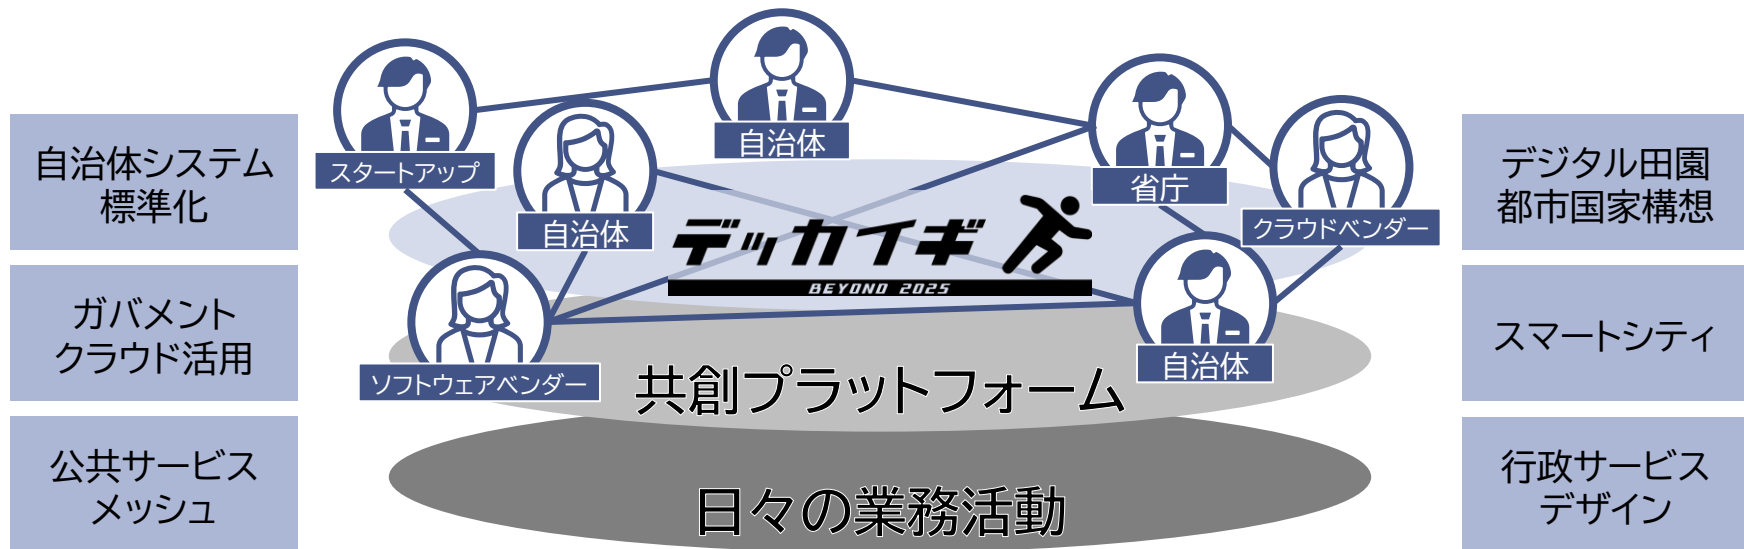 自治体システム
標準化
ガバメント
クラウド活用
公共サービス
メッシュ
スタートアップ
自治体
自治体
省庁
クラウドベンダー
ソフトウェアベンダー
自治体
デッカイギ
BEYOND 2025
共創プラットフォーム
日々の業務活動
デジタル田園
都市国家構想
スマートシティ
行政サービス
デザイン